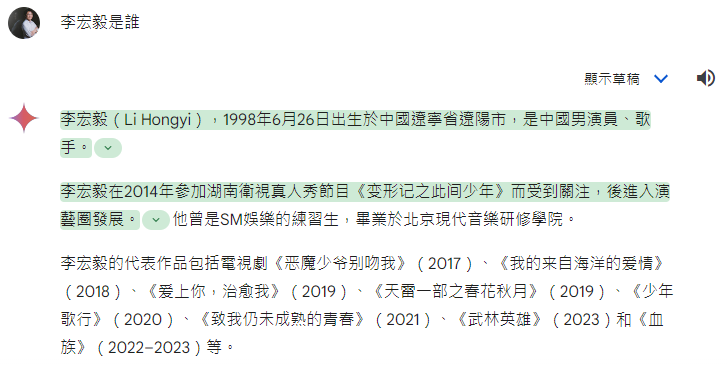 李宏毅是誰
顯示草稿
李宏毅（Li Hongyi），1998年6月26日出生於中國遼寧省遼陽市，是中國男演員、歌
手。
李宏毅在2014年參加湖南衛視真人秀節目《变形记之此间少年》而受到關注，後進入演
藝圈發展。 他曾是SM娛樂的練習生，畢業於北京現代音樂研修學院。
李宏毅的代表作品包括電視劇《恶魔少爷别吻我》（2017）、《我的来自海洋的爱情》
（2018）、《爱上你，治愈我》（2019）、《天雷一部之春花秋月》（2019）、《少年
歌行》（2020）、《致我仍未成熟的青春》（2021）、《武林英雄》（2023）和《血
族》（2022–2023）等。